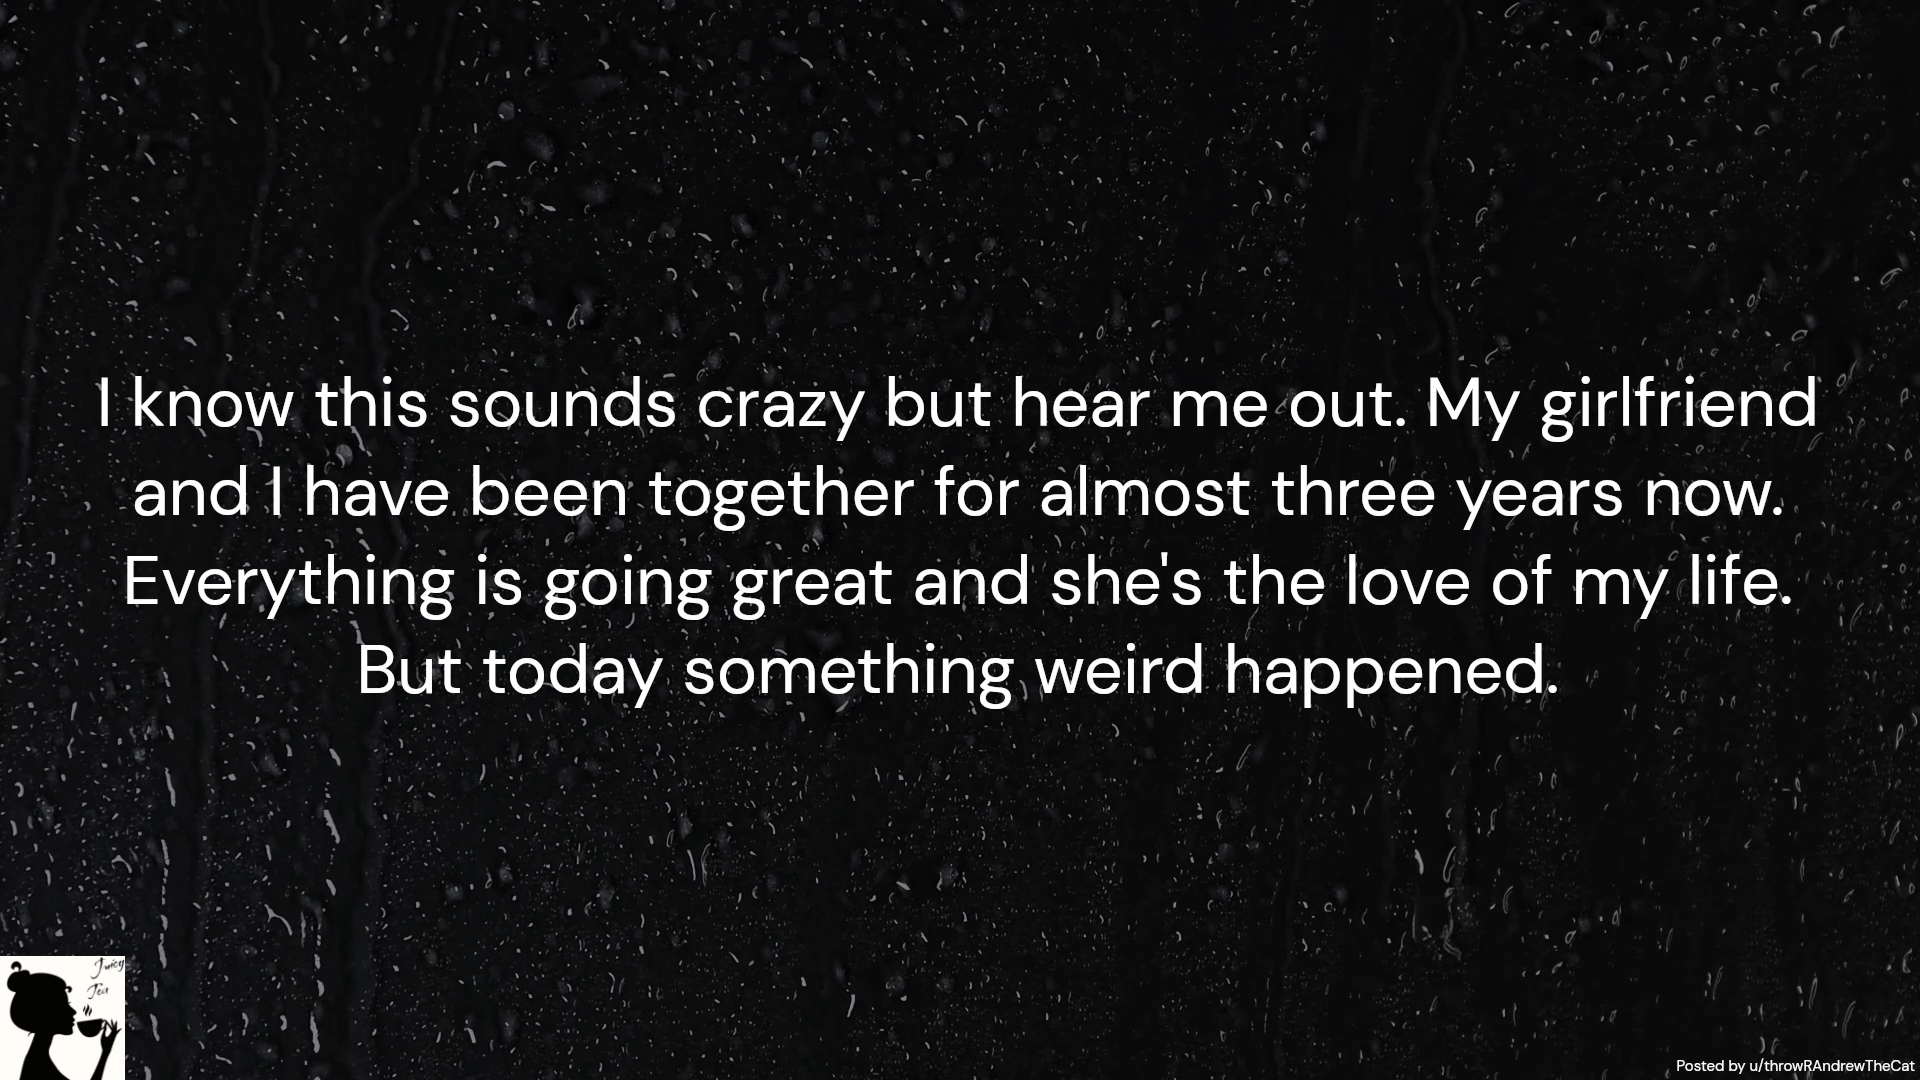 I know this sounds crazy but hear me out. My girlfriend
and I have been together for almost three years now.
Everything is going great and she's the love of my life.
But today something weird happened.
Juicy
Tea
Posted by u/throwRAndrewTheCat